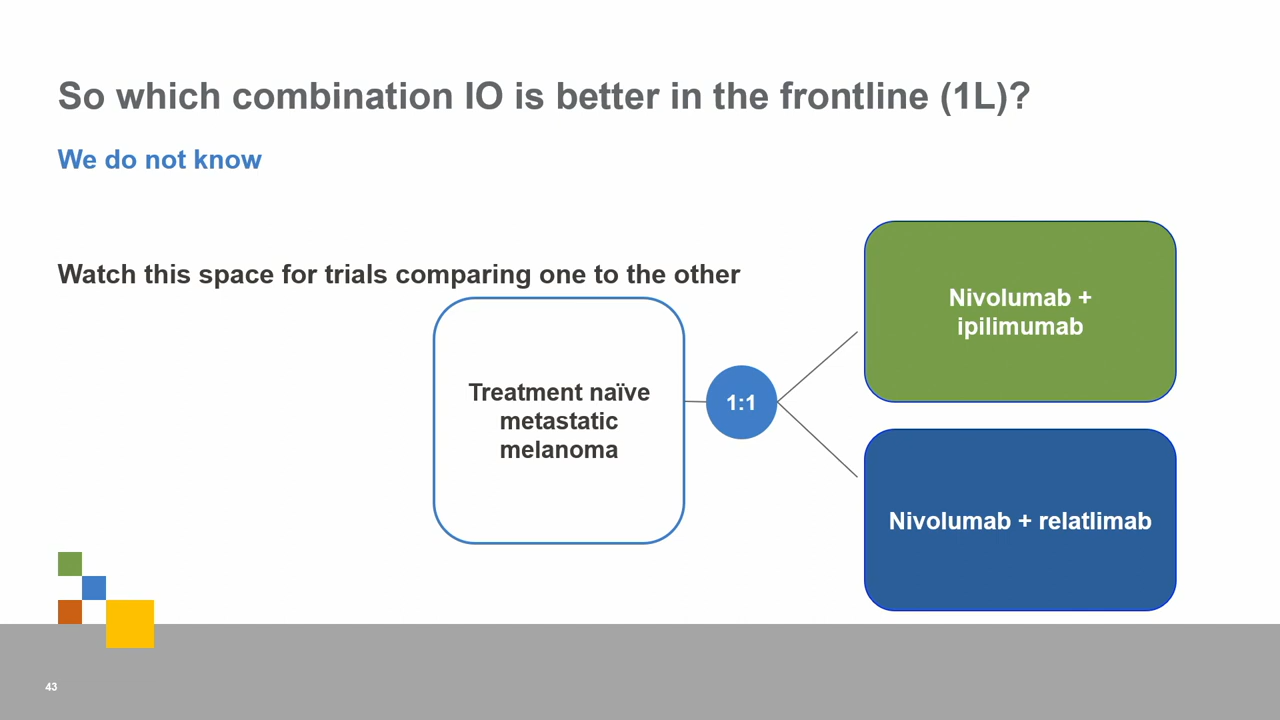 So which combination IO is better in the frontline (1L)?
We do not know
Watch this space for trials comparing one to the other
Treatment naïve
metastatic
melanoma
1:1
Nivolumab +
ipilimumab
Nivolumab + relatlimab
43